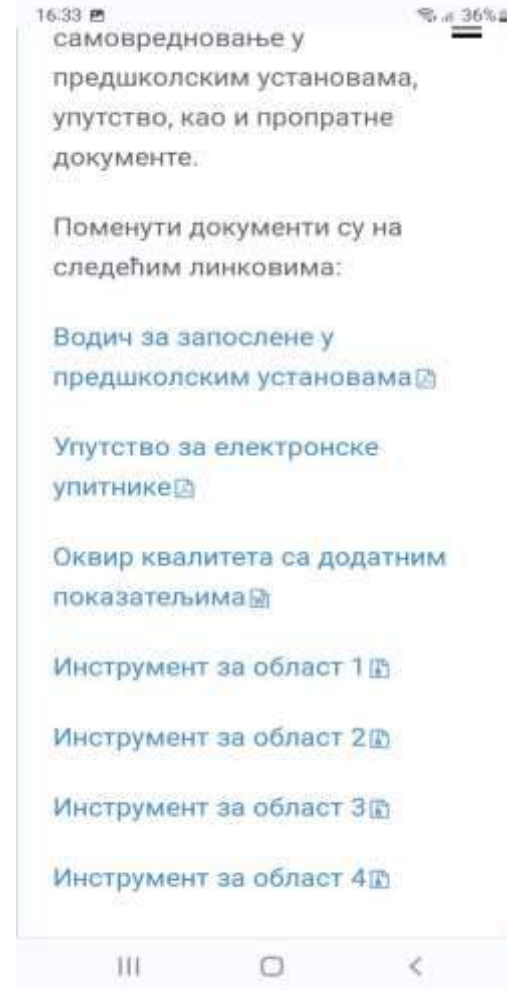 16:33
36%
самовредновање у
предшколским установама,
упутство, као и пропратне
документе.
Поменути документи су на
следећим линковима:
Водич за запослене у
предшколским установама
Упутство за електронске
упитнике
Оквир квалитета са додатним
показатељима
Инструмент за област 1
Инструмент за област 2
Инструмент за област 3
Инструмент за област 4